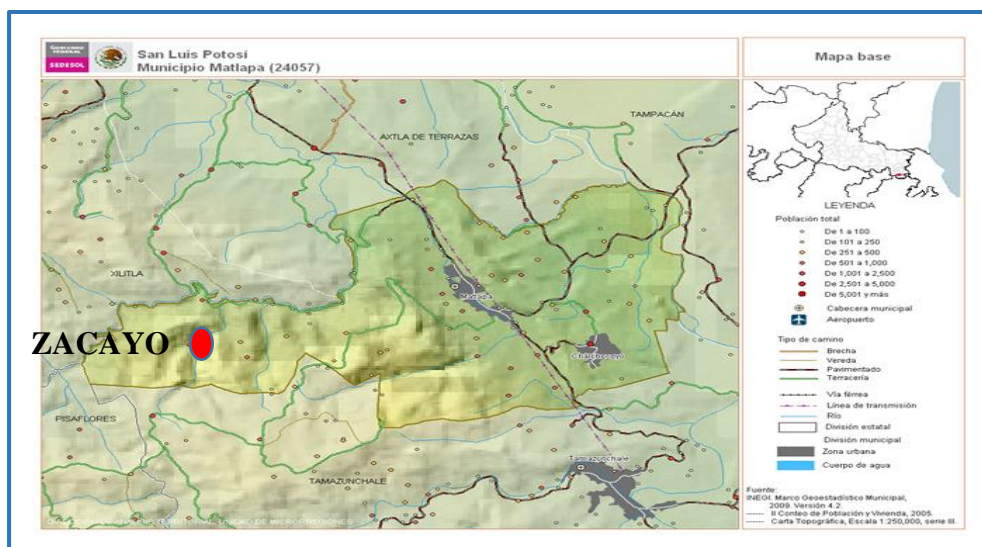 GOBIERNO
FEDERAL
SEDESOL
San Luis Potosí
Municipio Matlapa (24057)
Mapa base
TAMPACÁN
AXTLA DE TERRAZAS
XILITLA
Matlapa
ZACAYO
Chalchocoyo
PISAFLORES
TAMAZUNCHALE
Tamazunchale
LEYENDA
Población total
De 1 a 100
De 101 a 250
De 251 a 500
De 501 a 1,000
De 1,001 a 2,500
De 2,501 a 5,000
De 5,001 y más
Cabecera municipal
Aeropuerto
Tipo de camino
Brecha
Vereda
Pavimentado
Terracería
Vía férrea
Línea de transmisión
Río
División estatal
División municipal
Zona urbana
Cuerpo de agua
Fuente:
INEGI. Marco Geoestadístico Municipal,
2009. Versión 4.2.
II Conteo de Población y Vivienda, 2005.
Carta Topográfica, Escala 1:250,000, serie III.